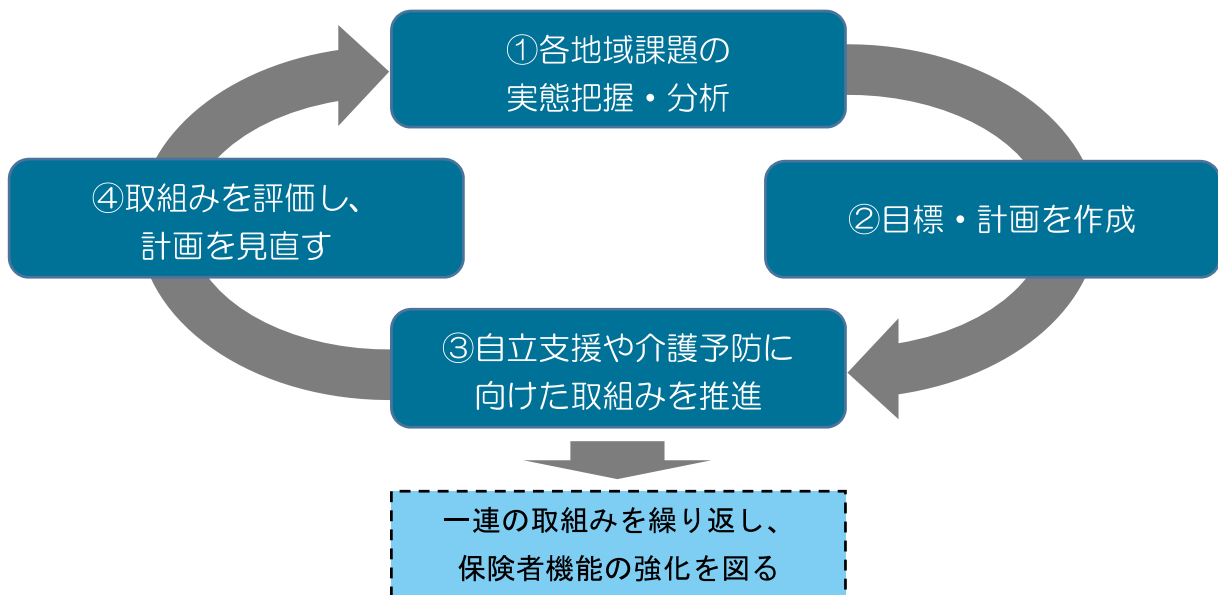 ①各地域課題の
実態把握・分析
②目標・計画を作成
③自立支援や介護予防に
向けた取組みを推進
④取組みを評価し、
計画を見直す
一連の取組みを繰り返し、
保険者機能の強化を図る